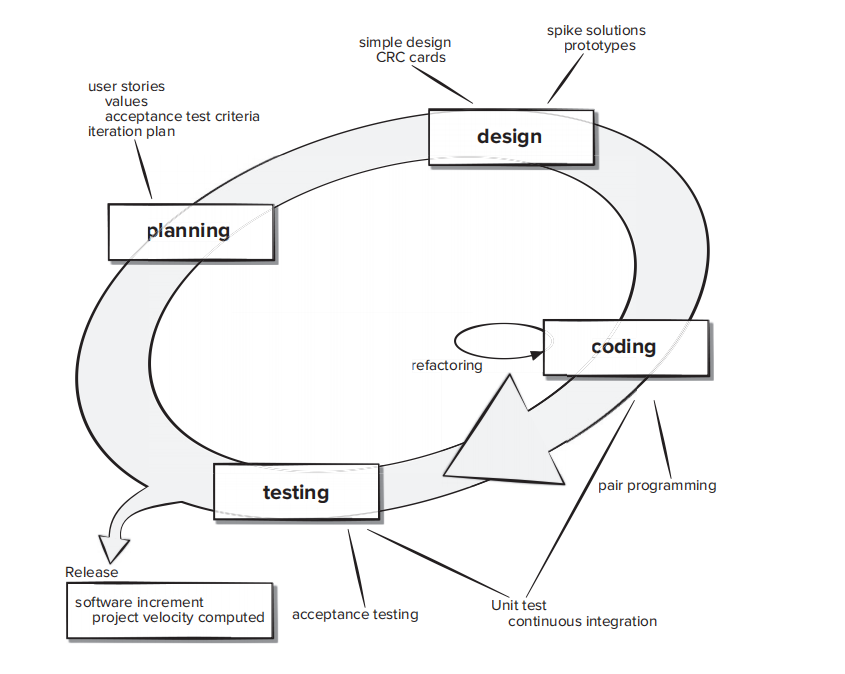 spike solutions
prototypes
simple design
CRC cards
user stories
values
acceptance test criteria
iteration plan
design
planning
coding
refactoring
testing
pair programming
Release
software increment
project velocity computed
acceptance testing
Unit test
continuous integration